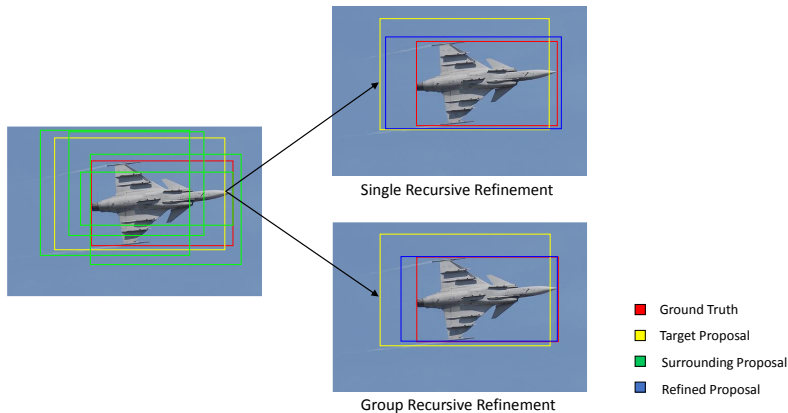 Single Recursive Refinement
Group Recursive Refinement
Ground Truth
Target Proposal
Surrounding Proposal
Refined Proposal